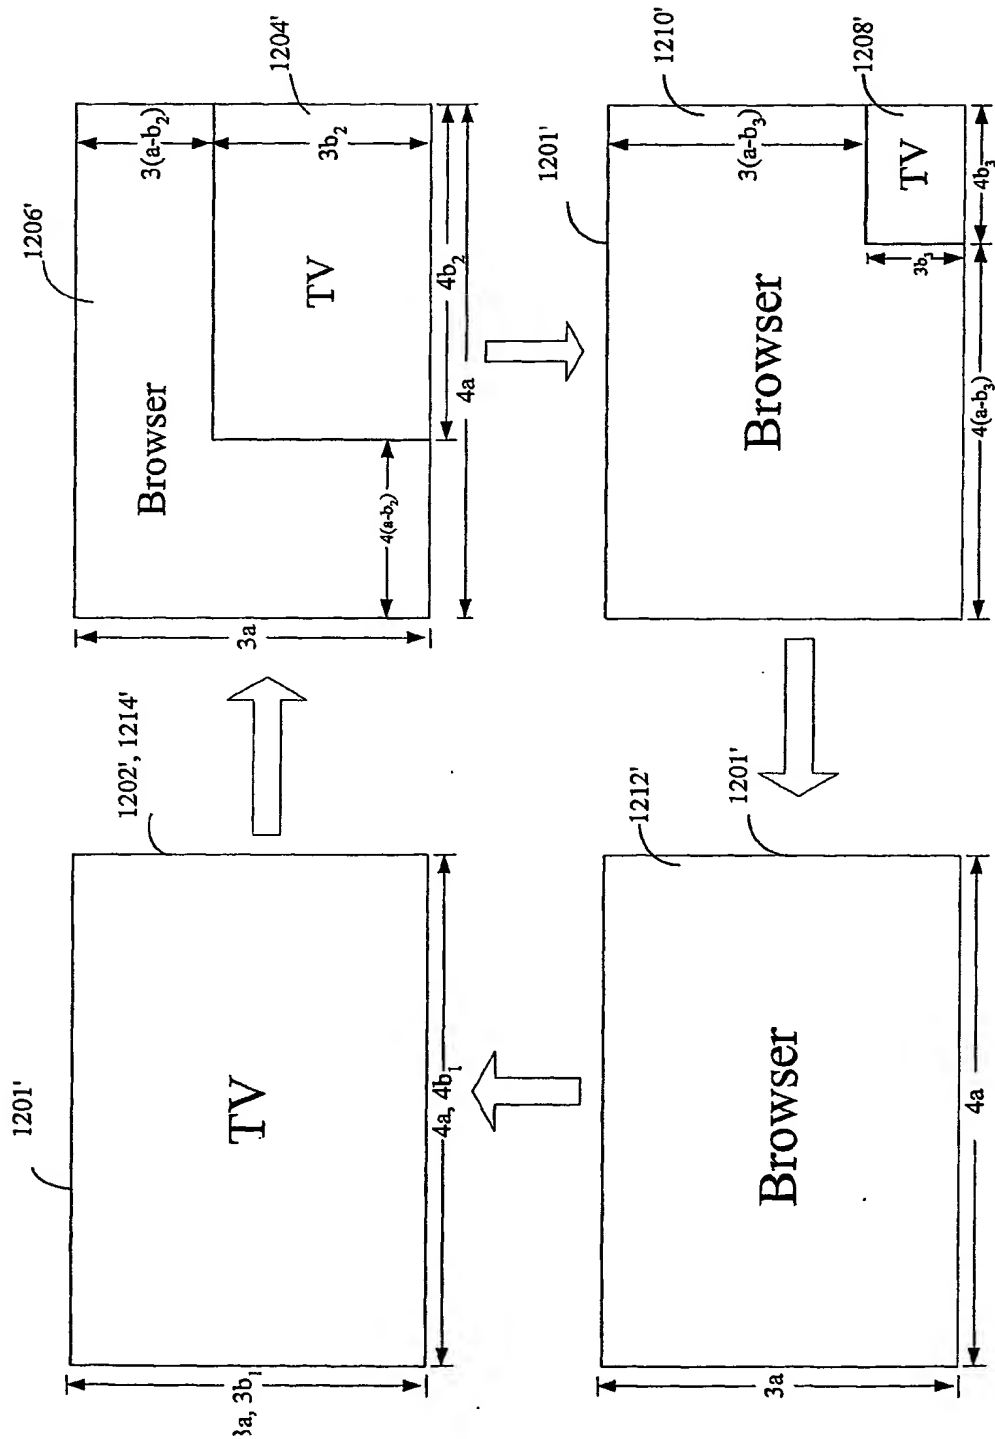 1201'
TV
3a, 3b₁
4a, 4b₁
1202', 1214'
1206'
Browser
TV
1204'
3(a-b₂)
3b₂
3a
4(a-b₂)
4b₂
4a
1201'
1210'
1208'
Browser
TV
3(a-b₃)
3b₃
4b₃
4(a-b₃)
1212'
1201'
Browser
3a
4a